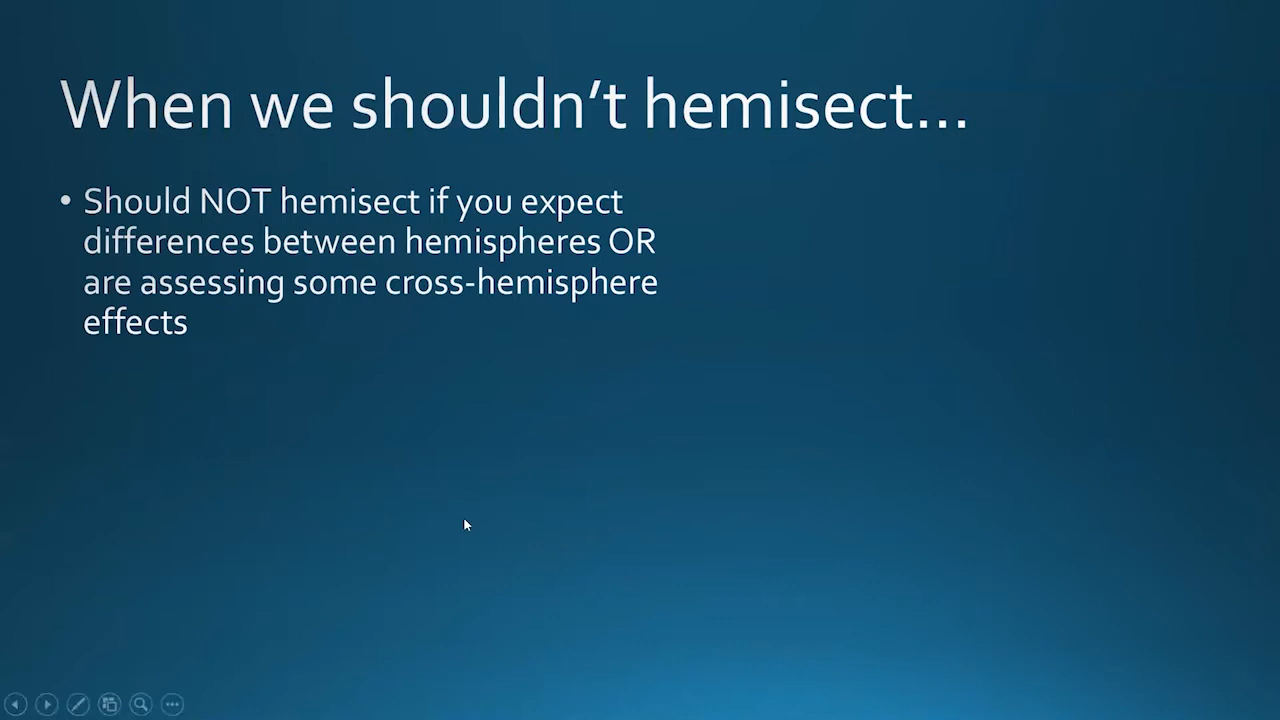 When we shouldn’t hemisect…
• Should NOT hemisect if you expect
differences between hemispheres OR
are assessing some cross-hemisphere
effects